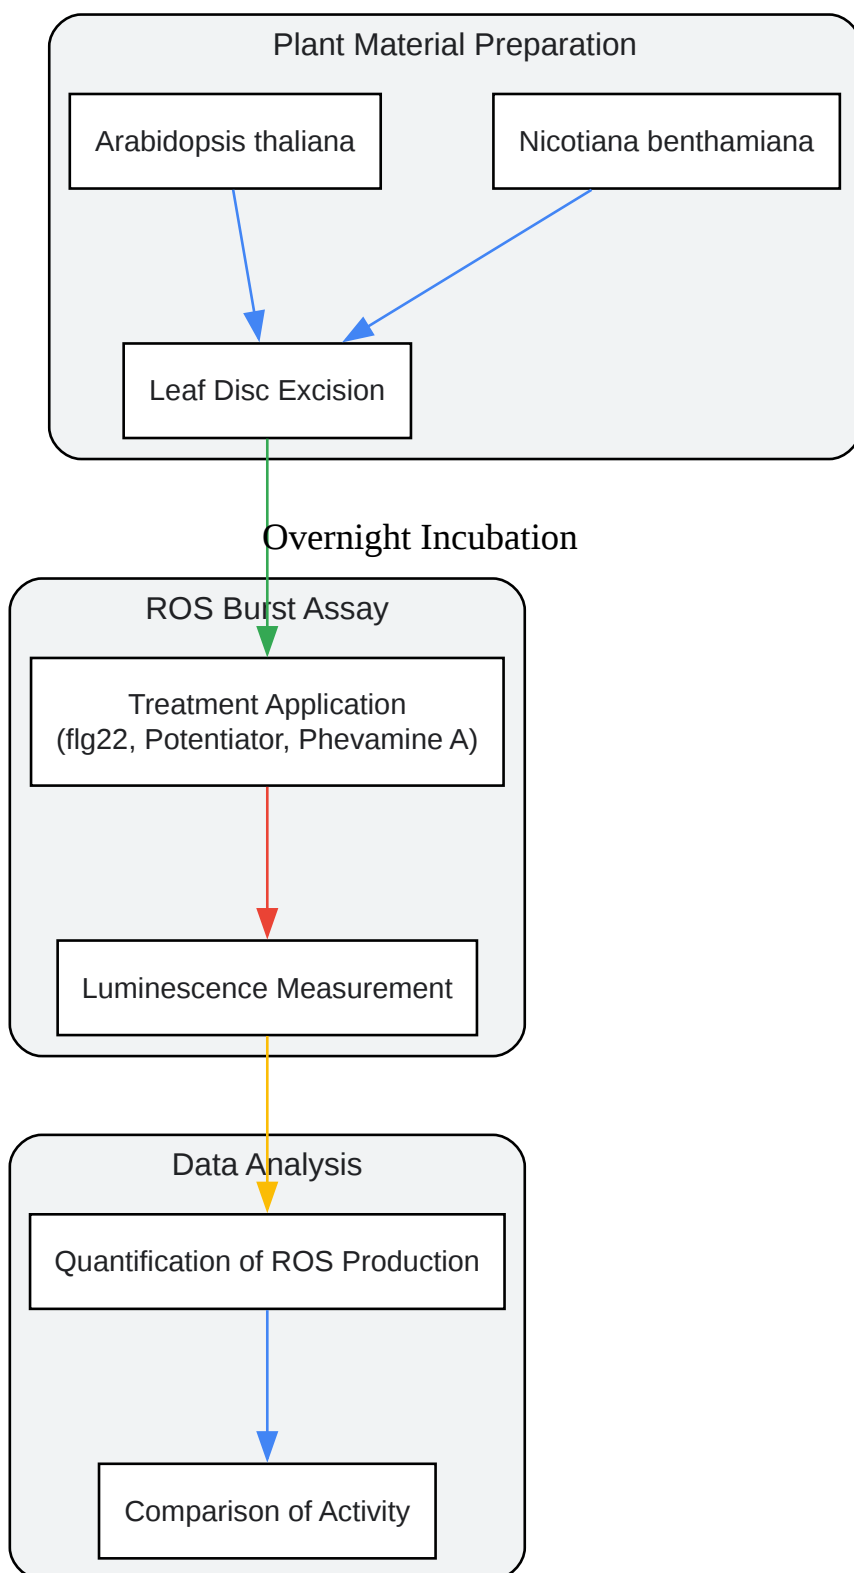 Plant Material Preparation
Arabidopsis thaliana
Nicotiana benthamiana
Leaf Disc Excision
Overnight Incubation
ROS Burst Assay
Treatment Application
(flg22, Potentiator, Phevamine A)
Luminescence Measurement
Data Analysis
Quantification of ROS Production
Comparison of Activity